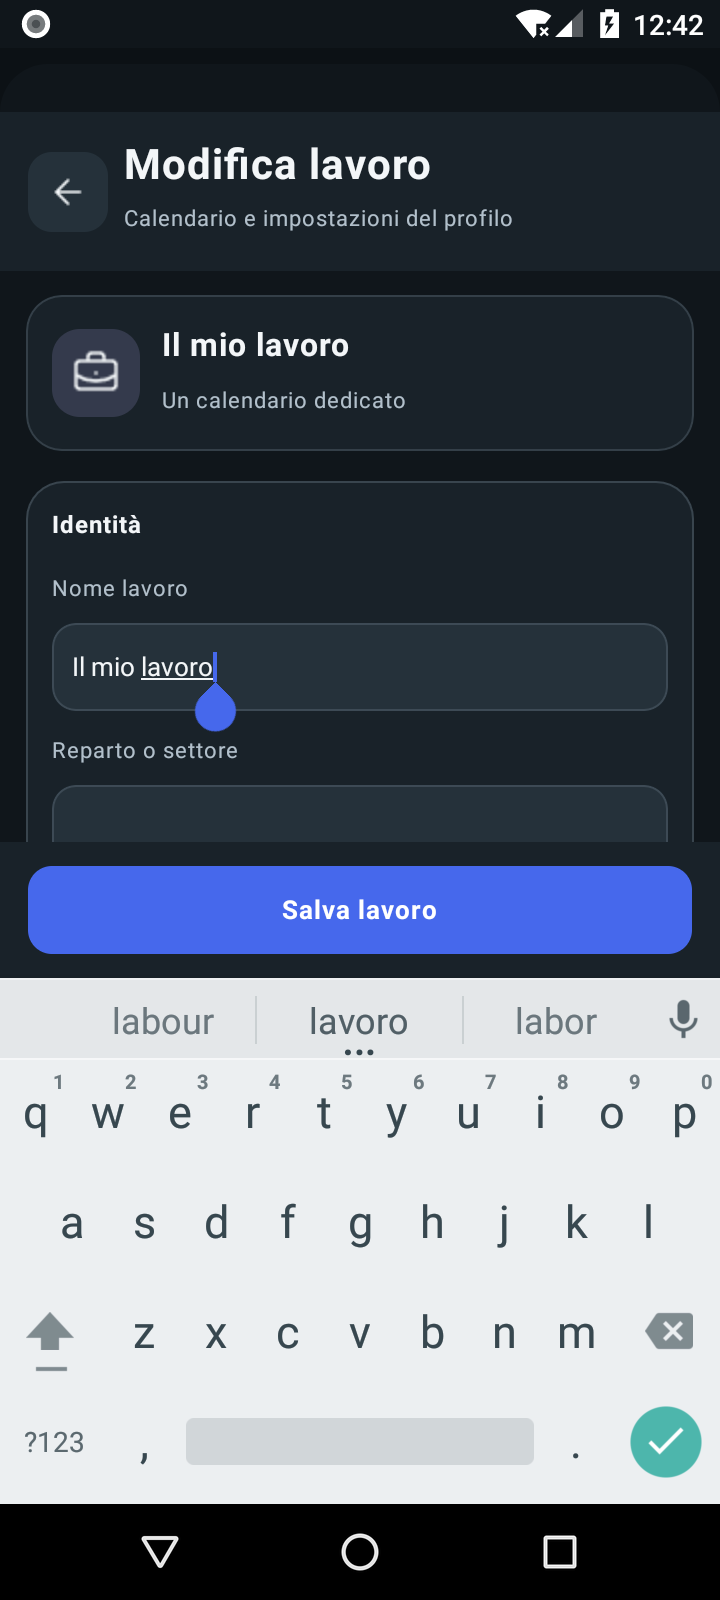 12:42
Modifica lavoro
Calendario e impostazioni del profilo
Il mio lavoro
Un calendario dedicato
Identità
Nome lavoro
Il mio lavoro
Reparto o settore
Salva lavoro
labour lavoro labor
1 2 3 4 5 6 7 8 9 0
q w e r t y u i o p
a s d f g h j k l
z x c v b n m
?123 , .